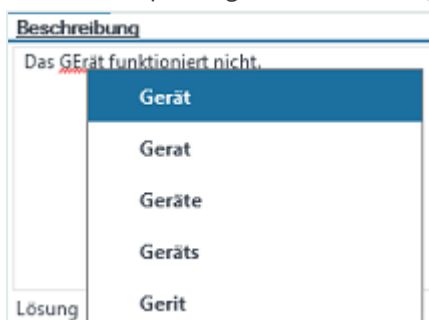 Beschreibung
Das GErät funktioniert nicht.
Gerät
Gerat
Geräte
Geräts
Gerit
Lösung